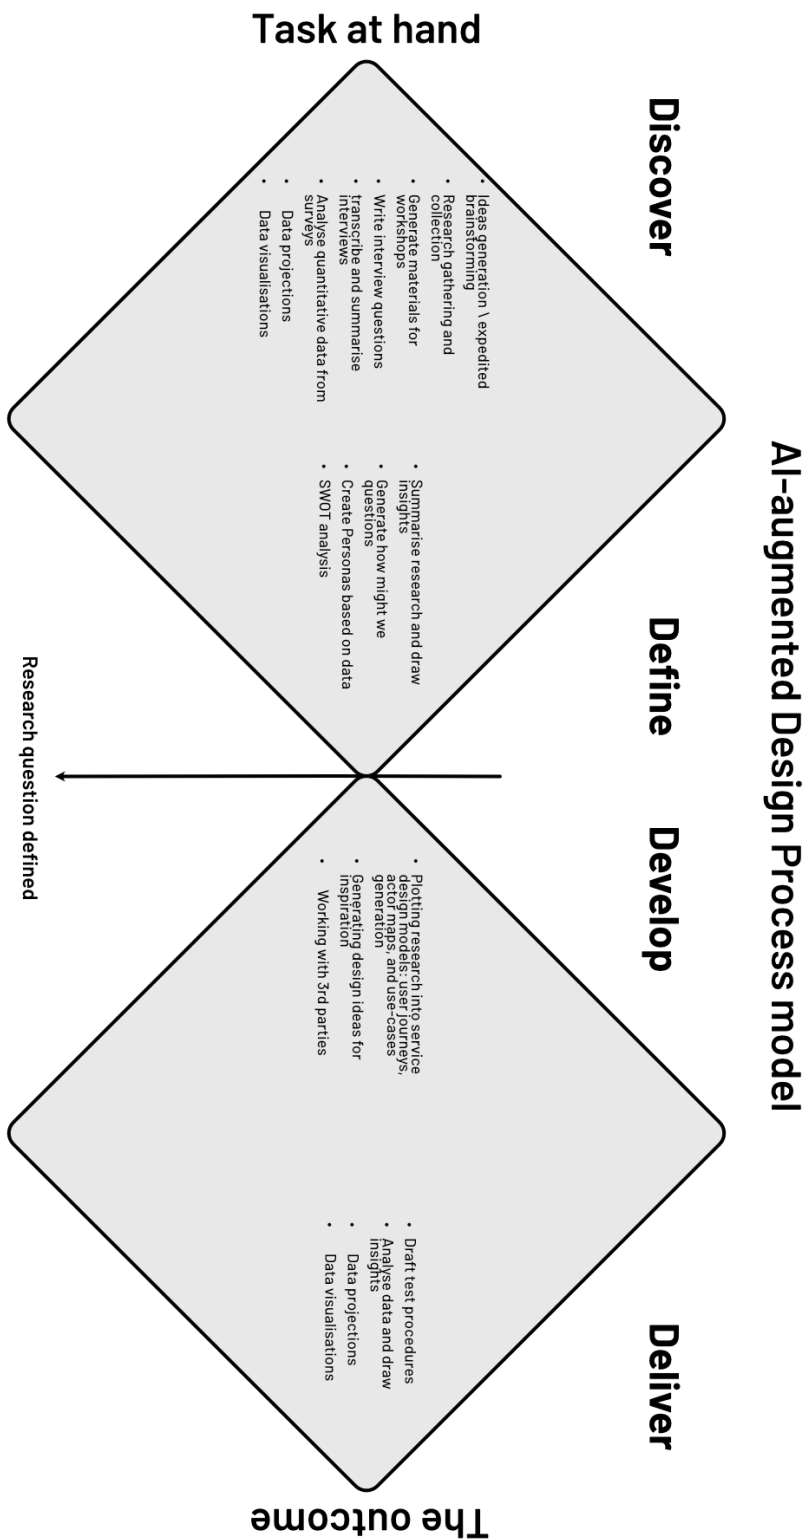 AI-augmented Design Process model
Discover
Define
Develop
Deliver
Task at hand
• Ideas generation \ expedited
brainstorming
• Research gathering and
collection
• Generate materials for
workshops
• Write interview questions
• transcribe and summarise
interviews
• Analyse quantitative data from
surveys
• Data projections
• Data visualisations
• Summarise research and draw
insights
• Generate how might we
questions
• Create Personas based on data
• SWOT analysis
• Plotting research into service
design models: user journeys,
actor maps, and use-cases
generation
• Generating design ideas for
inspiration
• Working with 3rd parties
• Draft test procedures
• Analyse data and draw
insights
• Data projections
• Data visualisations
The outcome
Research question defined